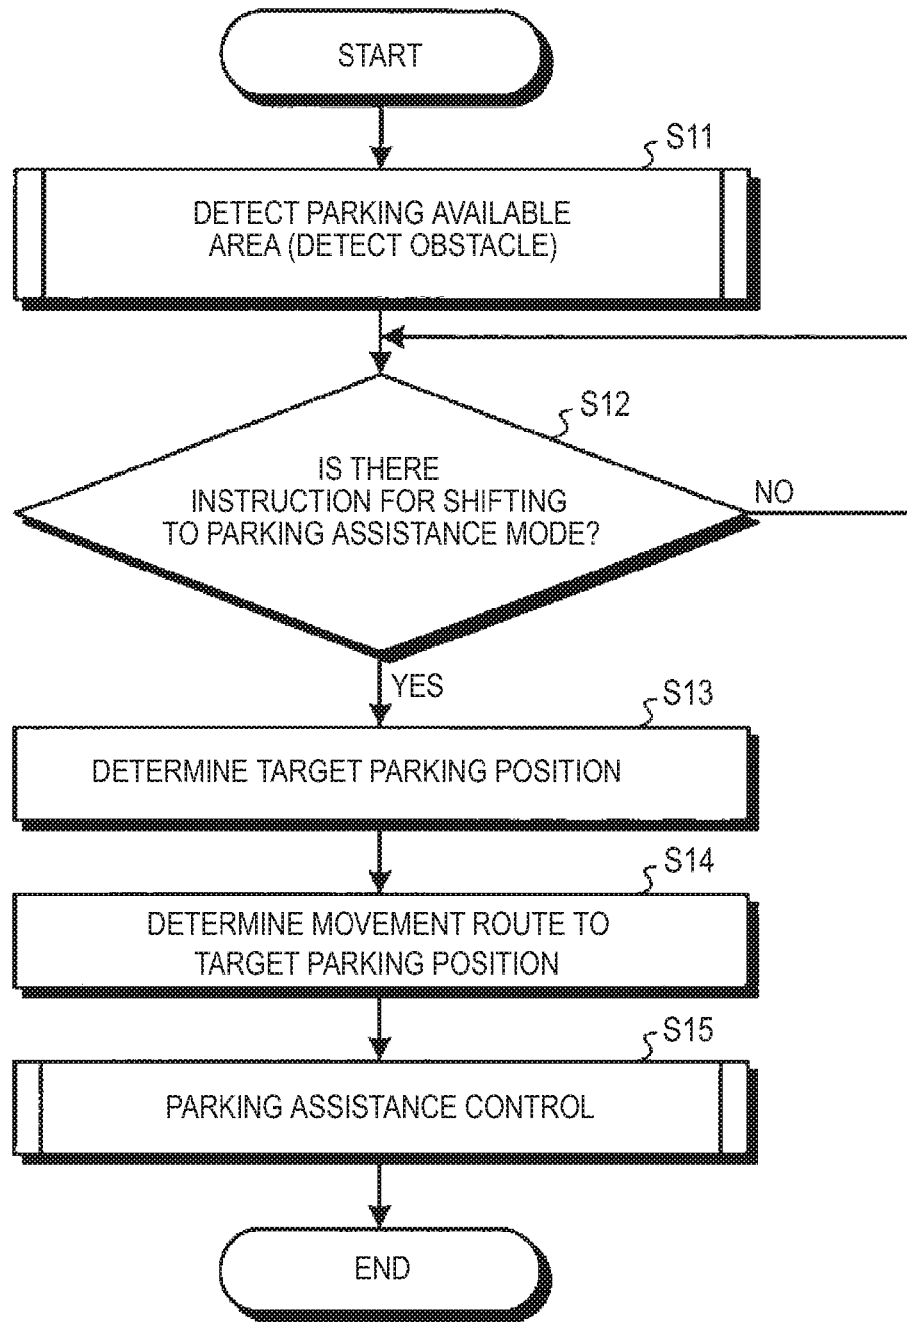 START
S11
DETECT PARKING AVAILABLE
AREA (DETECT OBSTACLE)
S12
IS THERE
INSTRUCTION FOR SHIFTING
TO PARKING ASSISTANCE MODE?
NO
YES
S13
DETERMINE TARGET PARKING POSITION
S14
DETERMINE MOVEMENT ROUTE TO
TARGET PARKING POSITION
S15
PARKING ASSISTANCE CONTROL
END